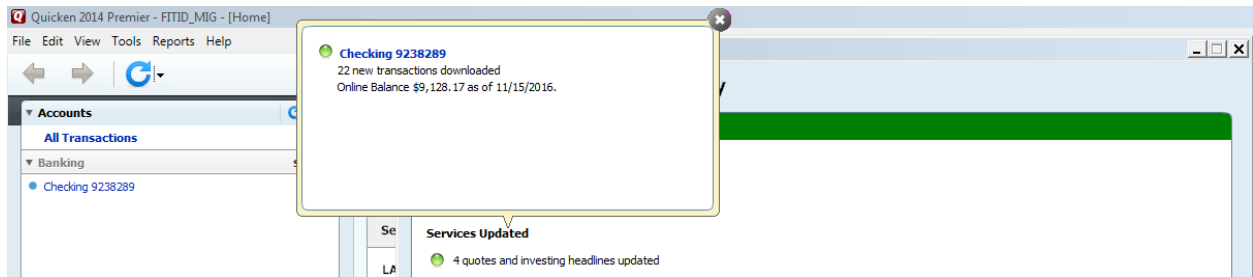 Quicken 2014 Premier - FITID_MIG - [Home]
File Edit View Tools Reports Help
Accounts
All Transactions
Banking
Checking 9238289
Checking 9238289
22 new transactions downloaded
Online Balance $9,128.17 as of 11/15/2016.
Se
Services Updated
4 quotes and investing headlines updated